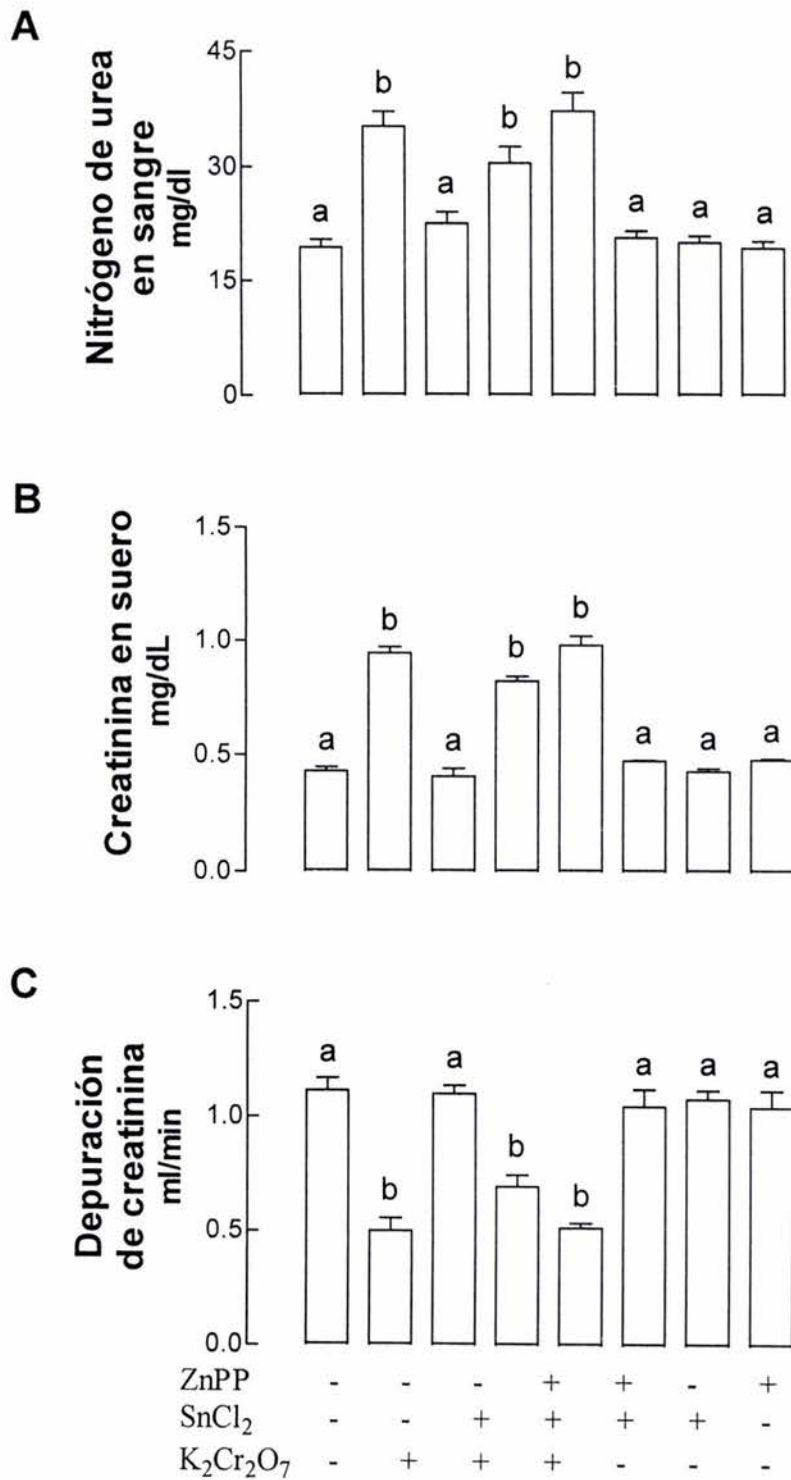 A
Nitrógeno de urea
en sangre
mg/dl
45
30
15
0
a
b
a
b
b
a
a
a
B
Creatinina en suero
mg/dL
1.5
1.0
0.5
0.0
a
b
a
b
b
a
a
a
C
Depuración
de creatinina
ml/min
1.5
1.0
0.5
0.0
a
b
a
b
b
a
a
a
ZnPP - - - + + - +
SnCl₂ - - + + + + -
K₂Cr₂O₇ - + + + - - -